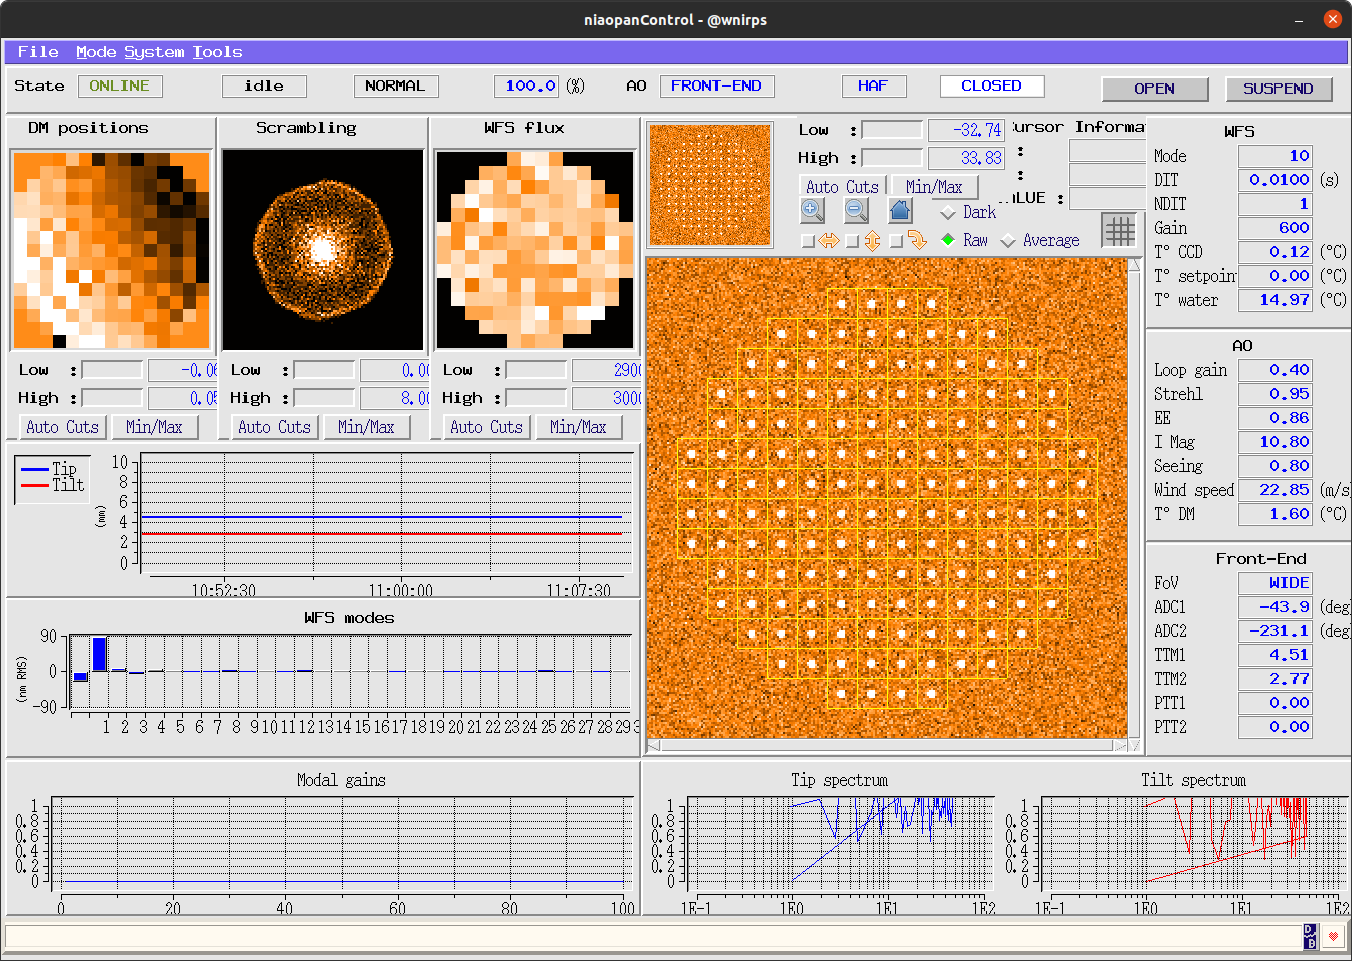 niaopanControl - @wnirps
File Mode System Tools
State ONLINE idle NORMAL 100.0 (%) AO FRONT-END HAF CLOSED OPEN SUSPEND
DM positions
Low : -0.06
High : 0.05
Auto Cuts Min/Max
Scrambling
Low : 0.00
High : 8.00
Auto Cuts Min/Max
WFS flux
Low : 2900
High : 3000
Auto Cuts Min/Max
Low : -32.74
High : 33.83
Auto Cuts Min/Max
Dark
Raw Average
ursor Informa
:
:
ALUE :
WFS
Mode 10
DIT 0.0100 (s)
NDIT 1
Gain 600
T° CCD 0.12 (°C)
T° setpoin 0.00 (°C)
T° water 14.97 (°C)
AO
Loop gain 0.40
Strehl 0.95
EE 0.86
I Mag 10.80
Seeing 0.80
Wind speed 22.85 (m/s
T° DM 1.60 (°C)
Front-End
FoV WIDE
ADC1 -43.9 (deg
ADC2 -231.1 (deg
TTM1 4.51
TTM2 2.77
PTT1 0.00
PTT2 0.00
Tip
Tilt
(mm)
10
8
6
4
2
0
10:52:30 11:00:00 11:07:30
WFS modes
(nm RMS)
90
0
-90
1 2 3 4 5 6 7 8 9 10 11 12 13 14 15 16 17 18 19 20 21 22 23 24 25 26 27 28 29 3
Modal gains
1
0.8
0.6
0.4
0.2
0
0 20 40 60 80 100
Tip spectrum
1
0.8
0.6
0.4
0.2
0
1E-1 1E0 1E1 1E2
Tilt spectrum
1
0.8
0.6
0.4
0.2
0
1E-1 1E0 1E1 1E2
D
B